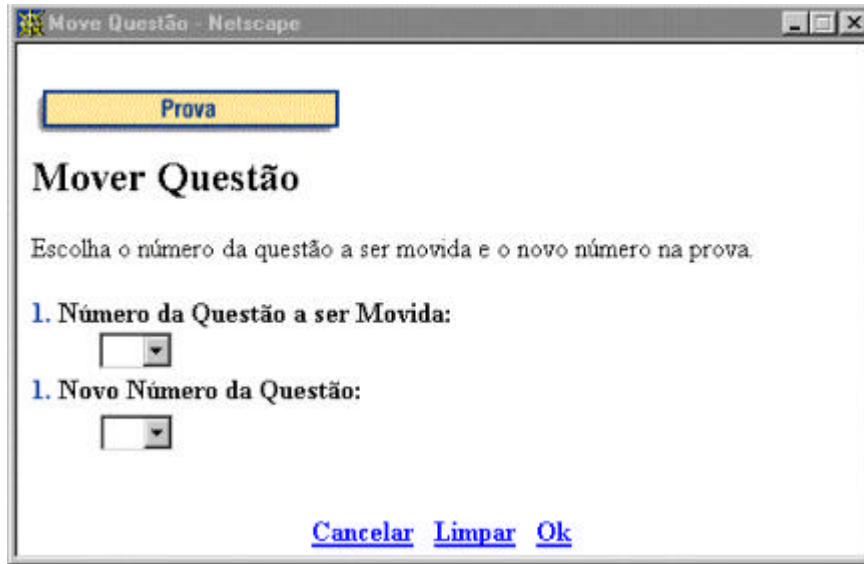 Move Questão - Netscape
Prova
Mover Questão
Escolha o número da questão a ser movida e o novo número na prova.
1. Número da Questão a ser Movida:
1. Novo Número da Questão:
Cancelar Limpar Ok